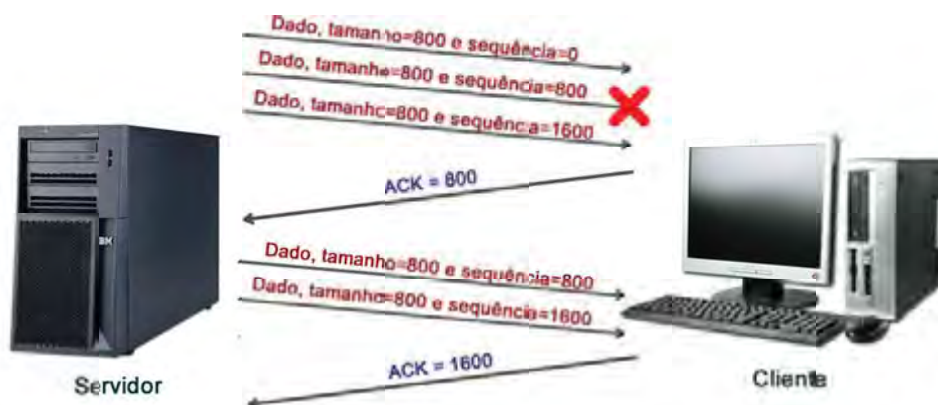 Dado, tamanho=800 e sequência=0
Dado, tamanho=800 e sequência=800
Dado, tamanho=800 e sequência=1600
ACK = 800
Dado, tamanho=800 e sequência=800
Dado, tamanho=800 e sequência=1600
ACK = 1600
Servidor
Cliente